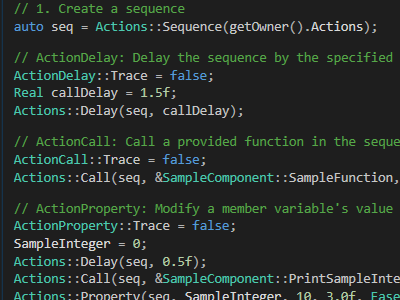 // 1. Create a sequence
auto seq = Actions::Sequence(getOwner().Actions);
// ActionDelay: Delay the sequence by the specified
ActionDelay::Trace = false;
Real callDelay = 1.5f;
Actions::Delay(seq, callDelay);
// ActionCall: Call a provided function in the seque
ActionCall::Trace = false;
Actions::Call(seq, &SampleComponent::SampleFunction,
// ActionProperty: Modify a member variable's value
ActionProperty::Trace = false;
SampleInteger = 0;
Actions::Delay(seq, 0.5f);
Actions::Call(seq, &SampleComponent::PrintSampleInte
Actions::Property(seq, SampleInteger, 10, 3.0f, Ease